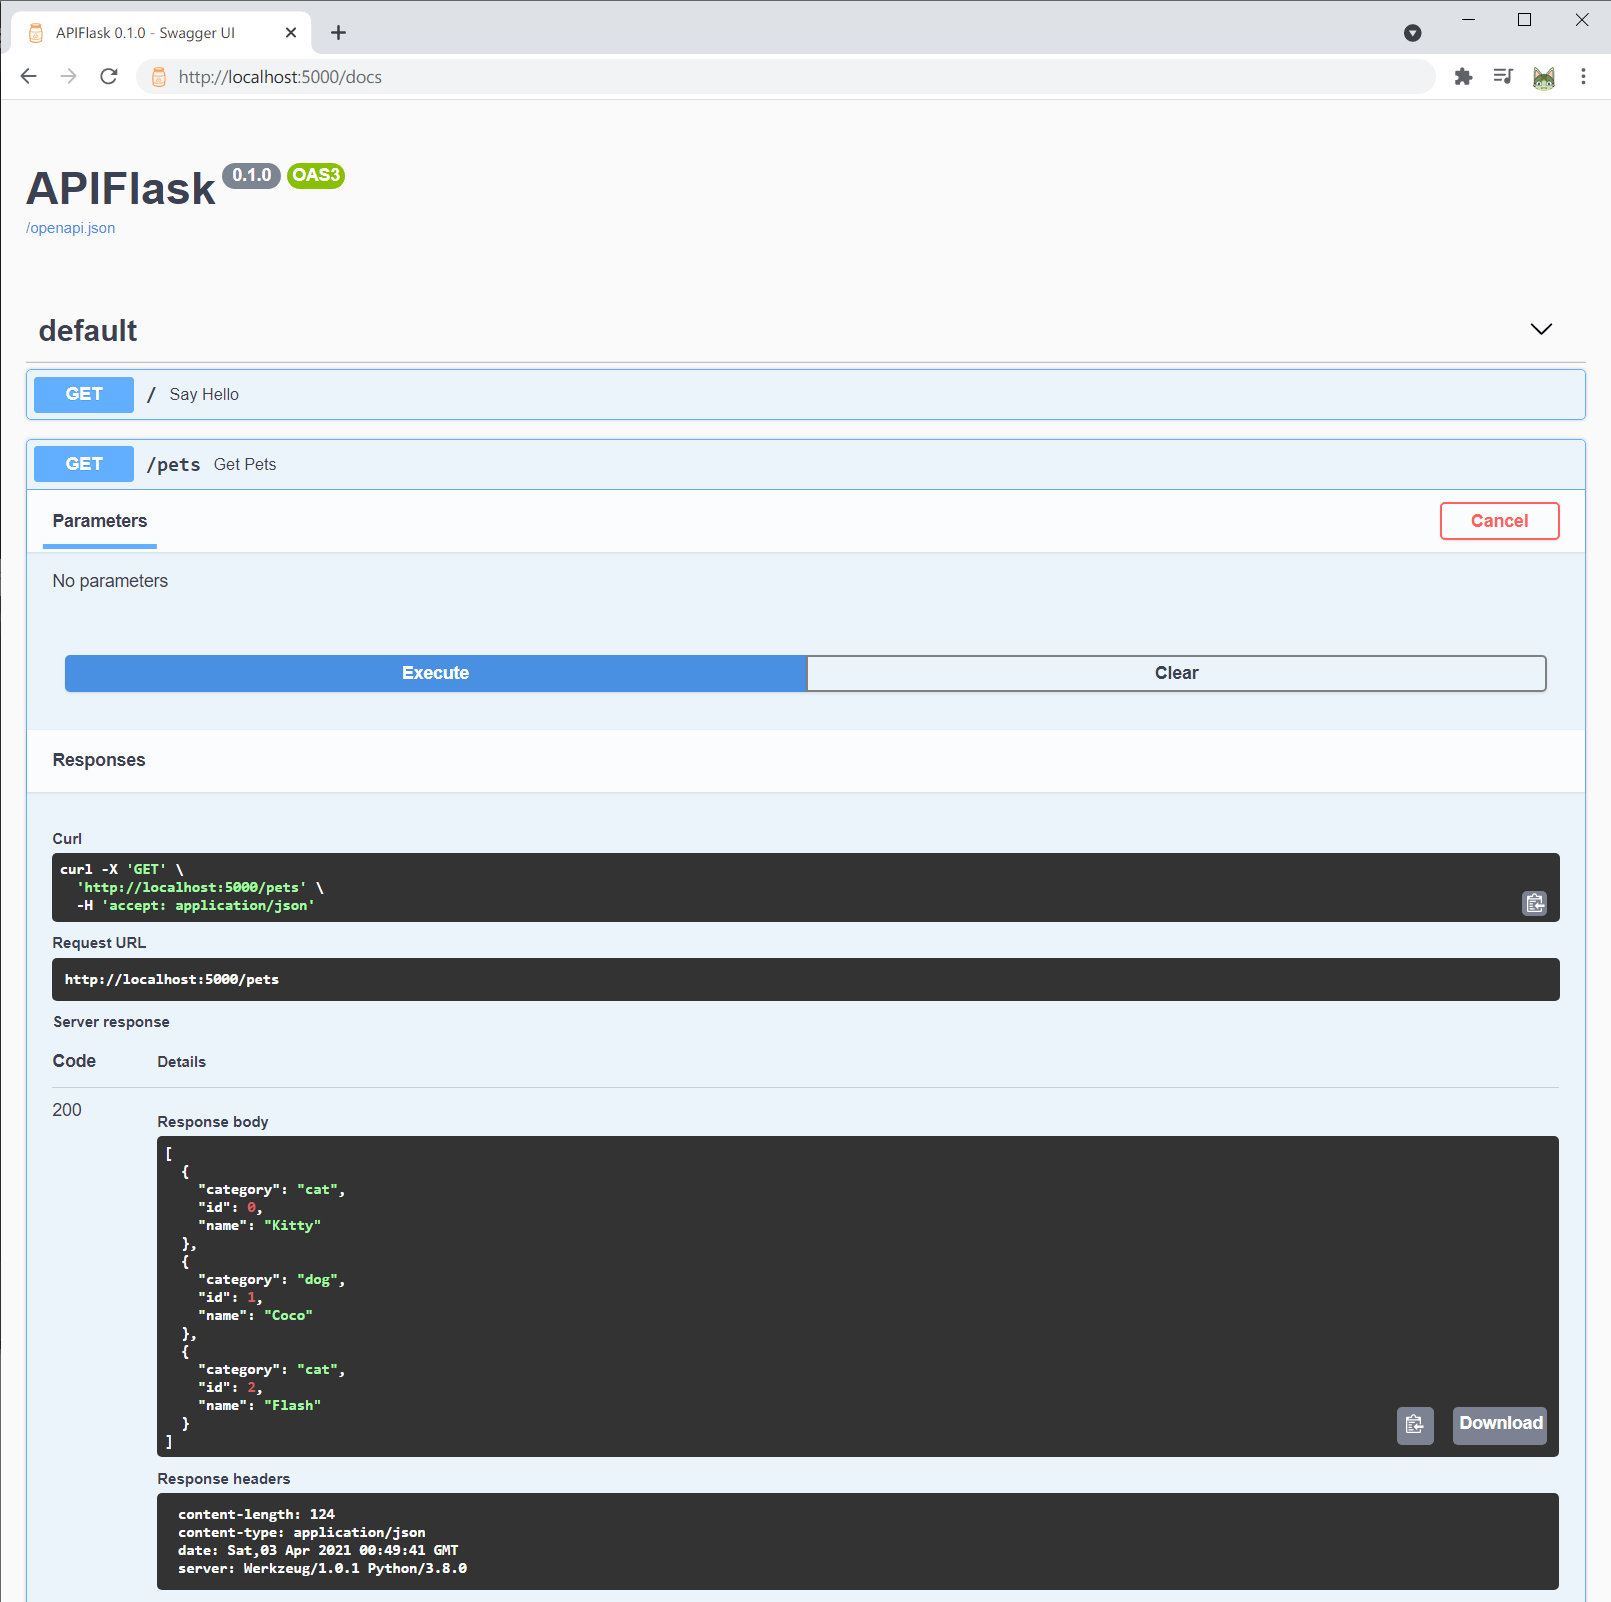 APIFlask 0.1.0 - Swagger UI
http://localhost:5000/docs
APIFlask 0.1.0 OAS3
/openapi.json
default
GET / Say Hello
GET /pets Get Pets
Parameters
Cancel
No parameters
Execute
Clear
Responses
Curl
curl -X 'GET' \
  'http://localhost:5000/pets' \
  -H 'accept: application/json'
Request URL
http://localhost:5000/pets
Server response
Code Details
200
Response body
[
  {
    "category": "cat",
    "id": 0,
    "name": "Kitty"
  },
  {
    "category": "dog",
    "id": 1,
    "name": "Coco"
  },
  {
    "category": "cat",
    "id": 2,
    "name": "Flash"
  }
]
Download
Response headers
content-length: 124
content-type: application/json
date: Sat,03 Apr 2021 00:49:41 GMT
server: Werkzeug/1.0.1 Python/3.8.0